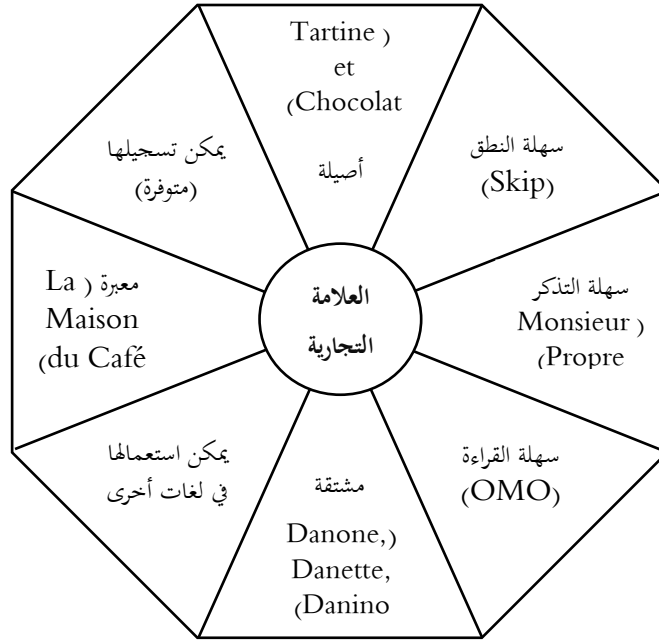 Tartine )
et
(Chocolat
أصيلة
سهلة النطق
(Skip)
سهلة التذكر
Monsieur )
(Propre
سهلة القراءة
(OMO)
مشتقة
Danone,)
Danette,
(Danino
يمكن استعمالها
في لغات أخرى
معبرة ( La
Maison
(du Café
يمكن تسجيلها
(متوفرة)
العلامة
التجارية